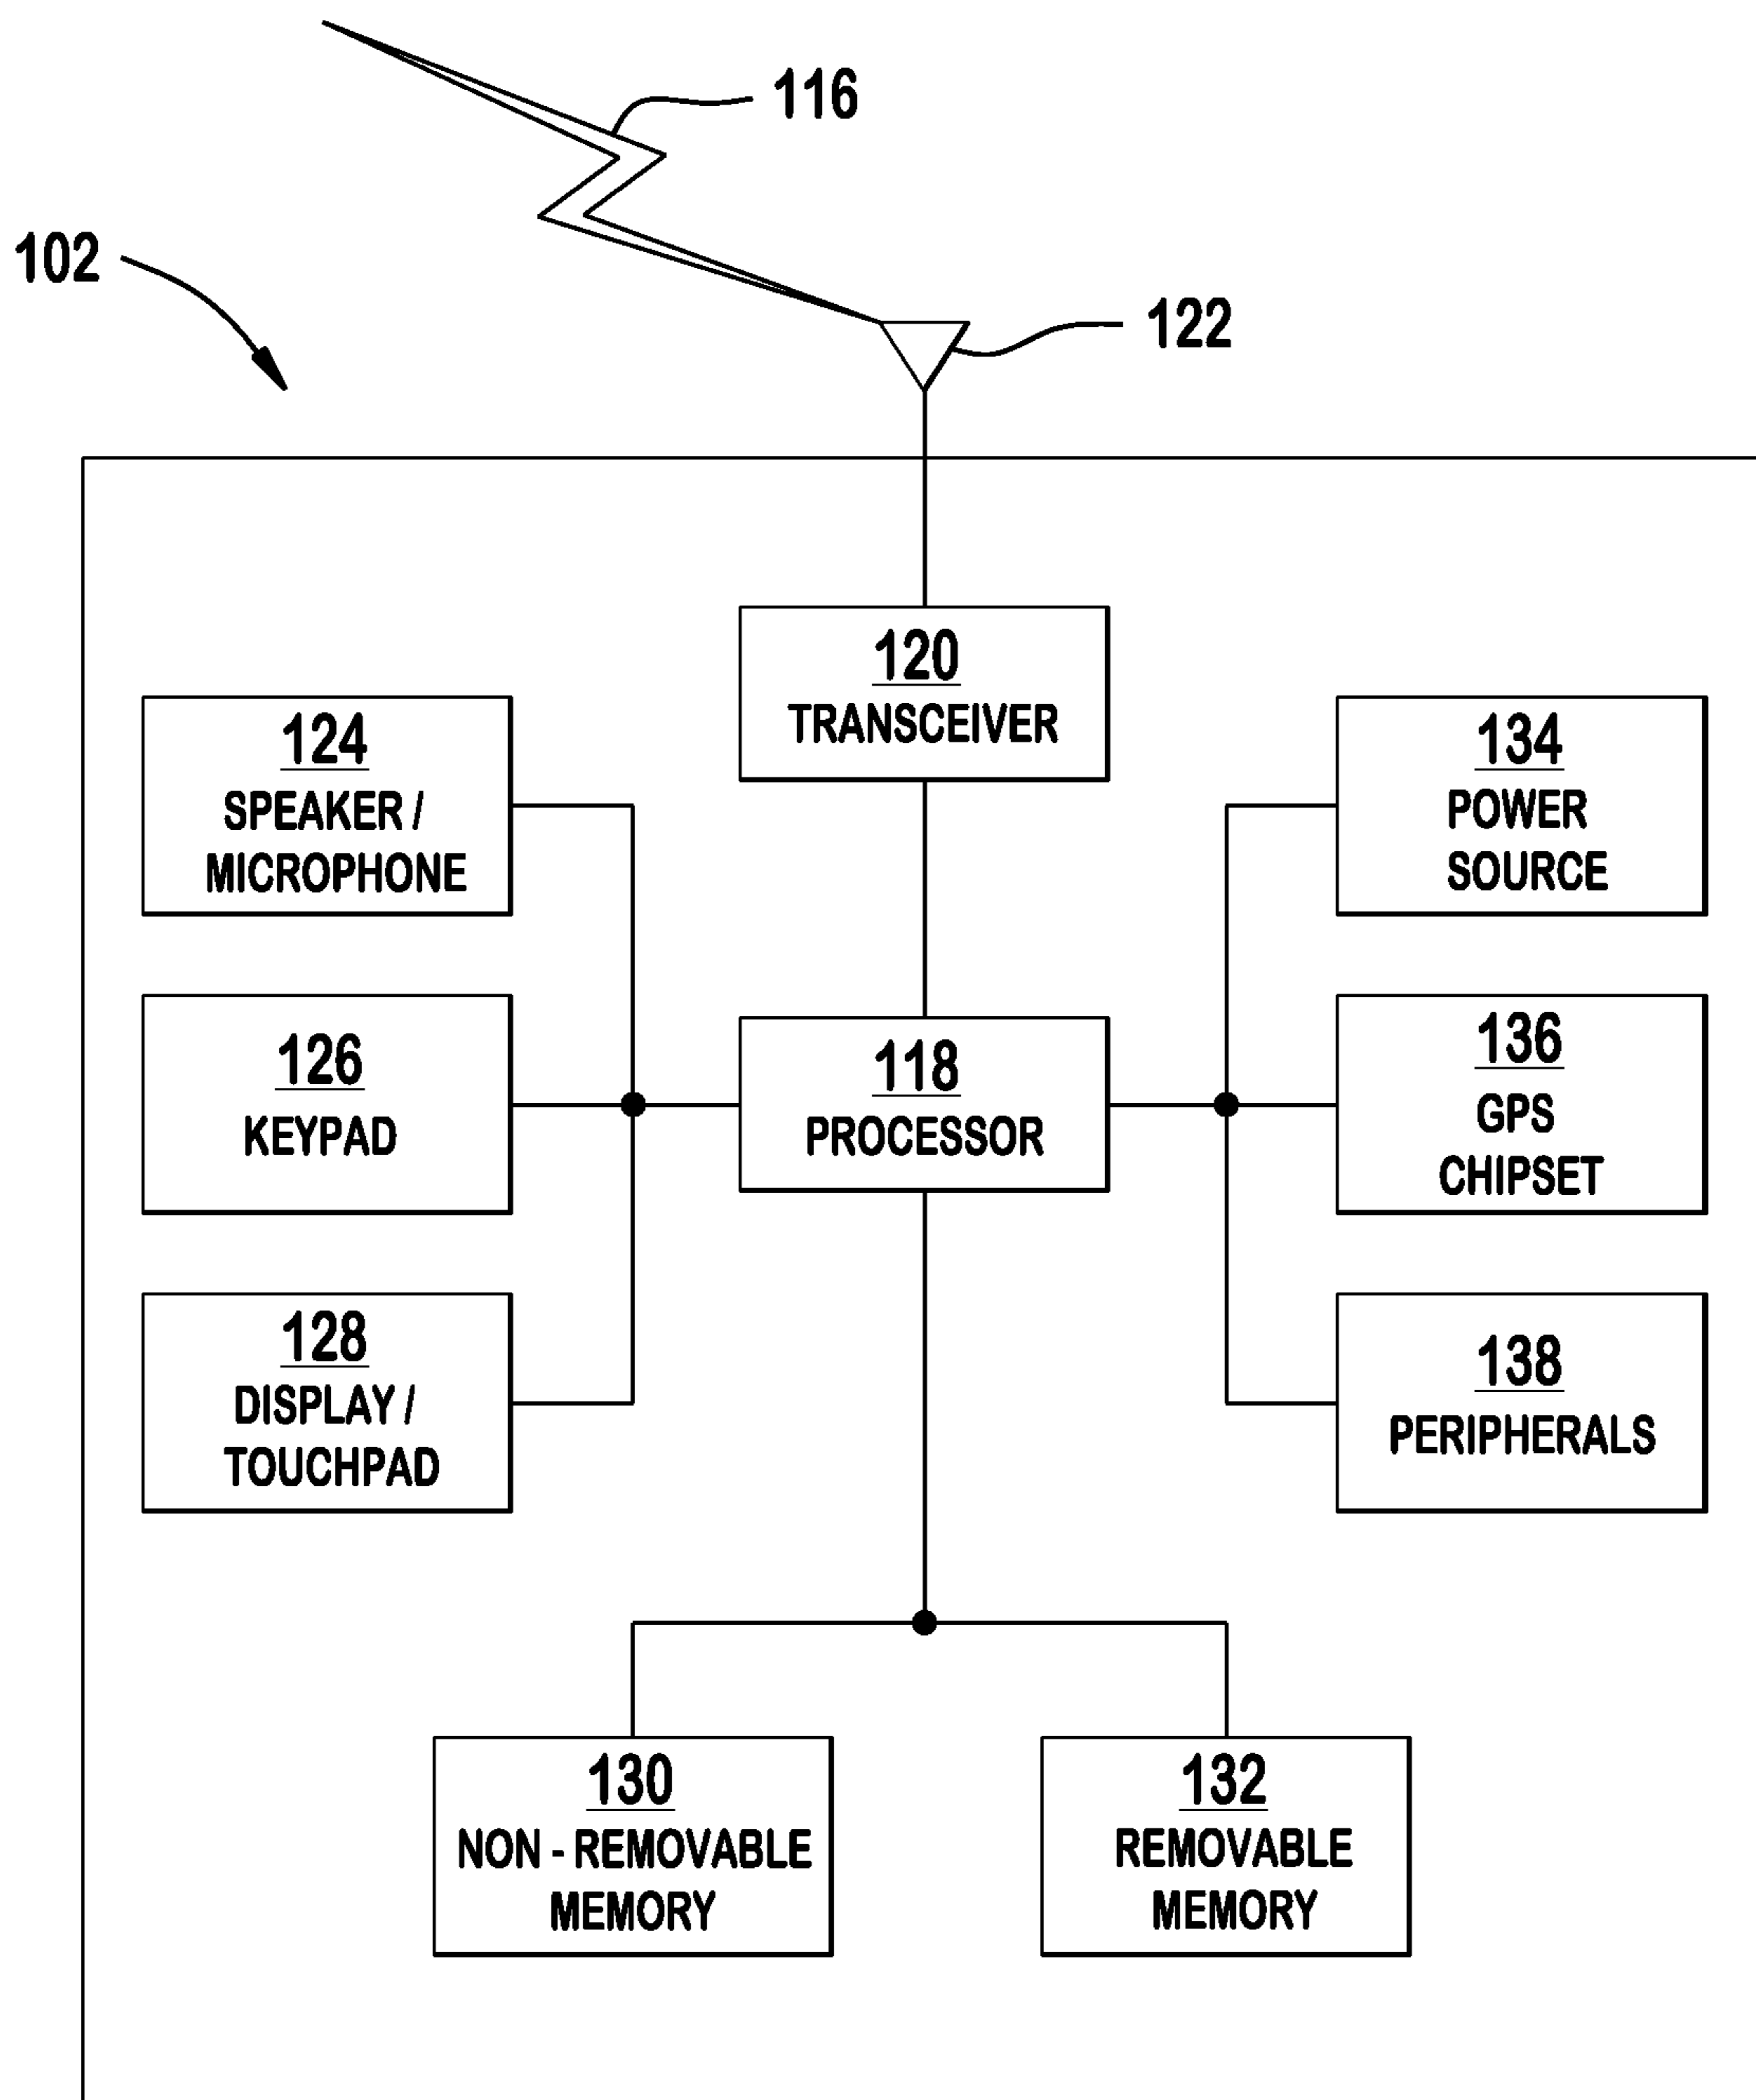 116
102
122
120
TRANSCEIVER
124
SPEAKER /
MICROPHONE
134
POWER
SOURCE
126
KEYPAD
118
PROCESSOR
136
GPS
CHIPSET
128
DISPLAY /
TOUCHPAD
138
PERIPHERALS
130
NON - REMOVABLE
MEMORY
132
REMOVABLE
MEMORY